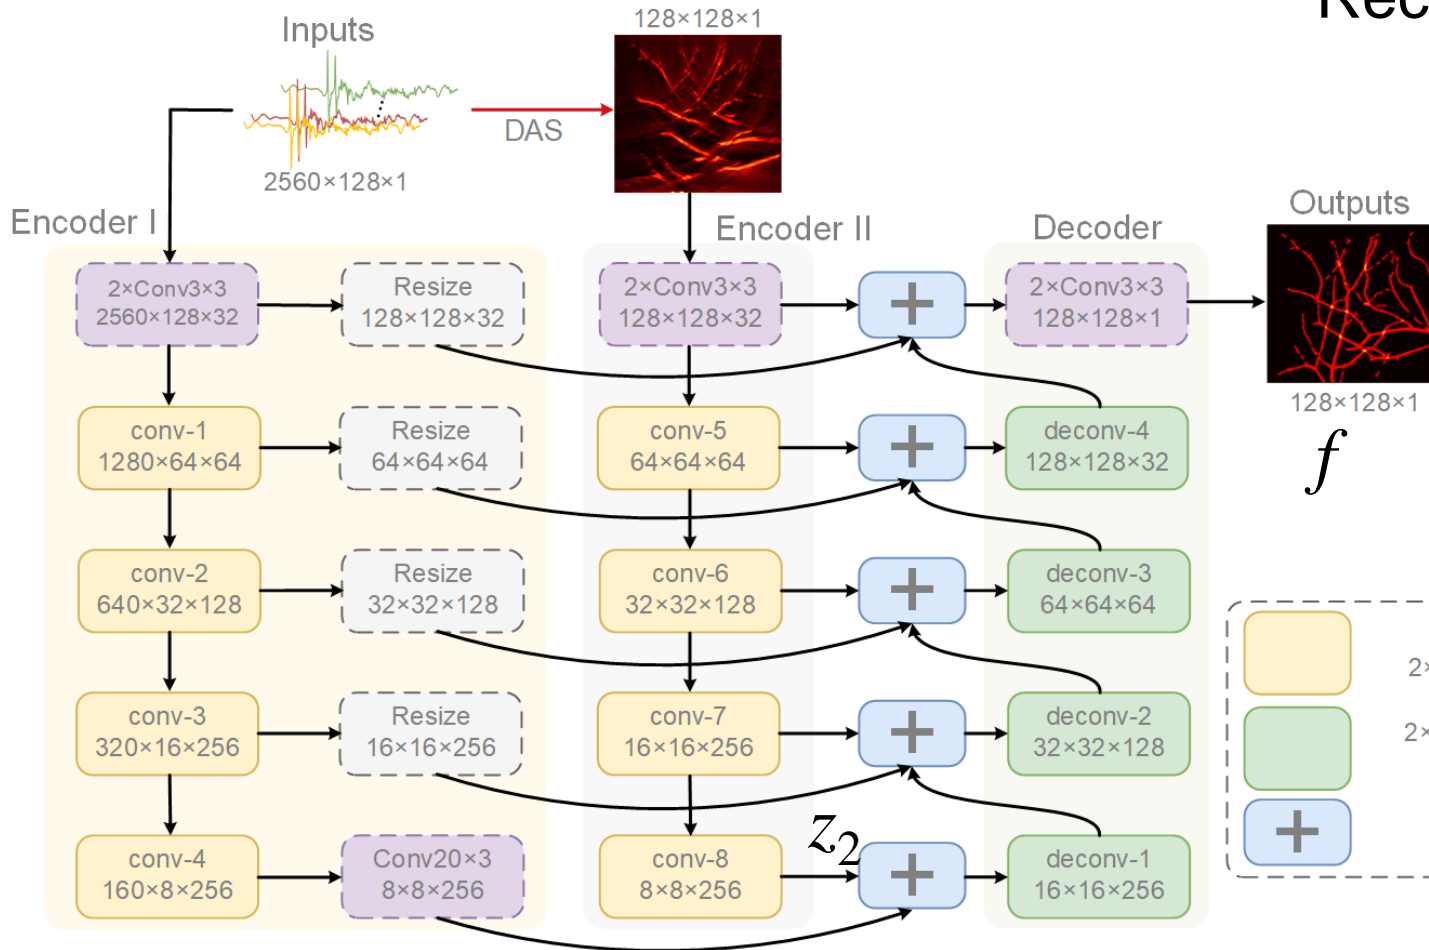 Rec
Inputs
128×128×1
DAS
2560×128×1
Encoder I
Encoder II
Decoder
Outputs
2×Conv3×3
2560×128×32
Resize
128×128×32
2×Conv3×3
128×128×32
+
2×Conv3×3
128×128×1
128×128×1
f
conv-1
1280×64×64
Resize
64×64×64
conv-5
64×64×64
+
deconv-4
128×128×32
conv-2
640×32×128
Resize
32×32×128
conv-6
32×32×128
+
deconv-3
64×64×64
conv-3
320×16×256
Resize
16×16×256
conv-7
16×16×256
+
deconv-2
32×32×128
conv-4
160×8×256
Conv20×3
8×8×256
conv-8
8×8×256
z₂
+
deconv-1
16×16×256
2×
2×
+